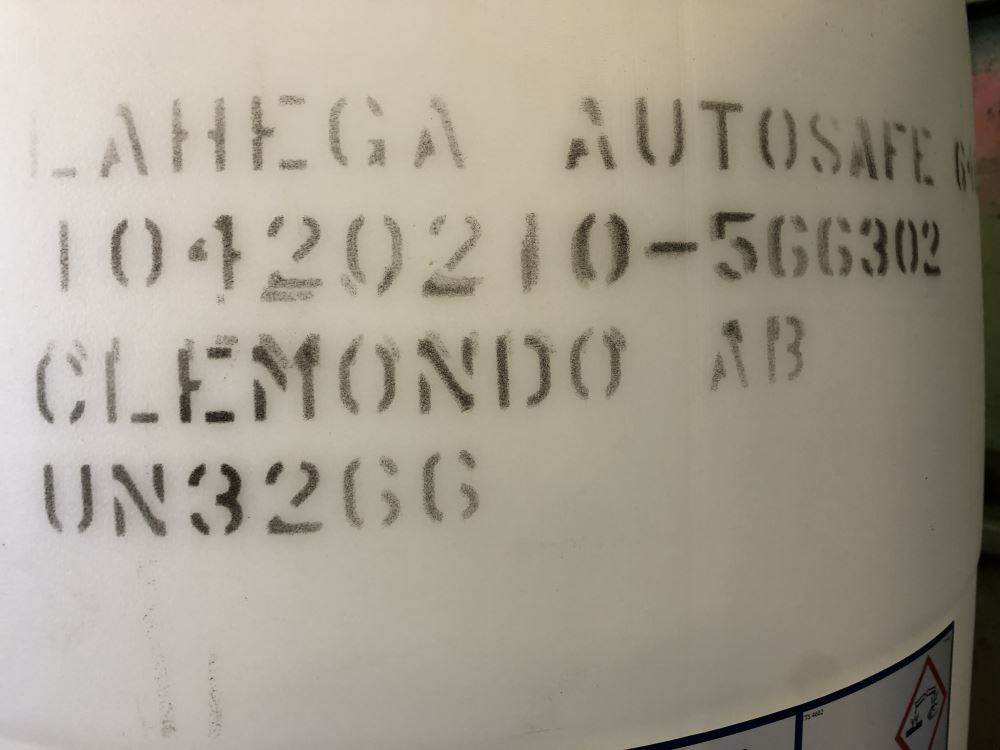 LAHEGA AUTOSAFE
10420210-566302
CLEMONDO AB
UN3266